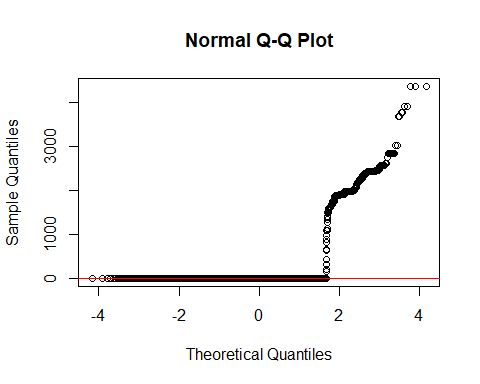 Normal Q-Q Plot
Sample Quantiles
3000
1000
0
-4 -2 0 2 4
Theoretical Quantiles